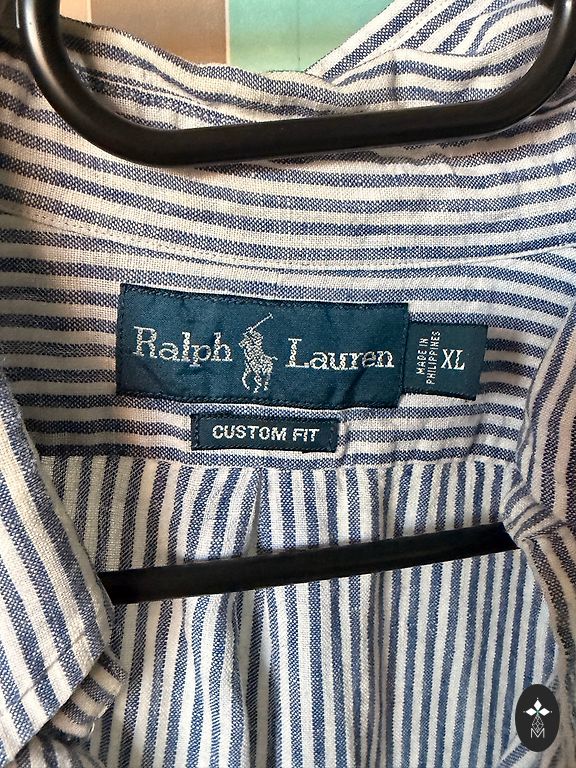 Ralph Lauren
MADE IN
PHILIPPINES
XL
CUSTOM FIT